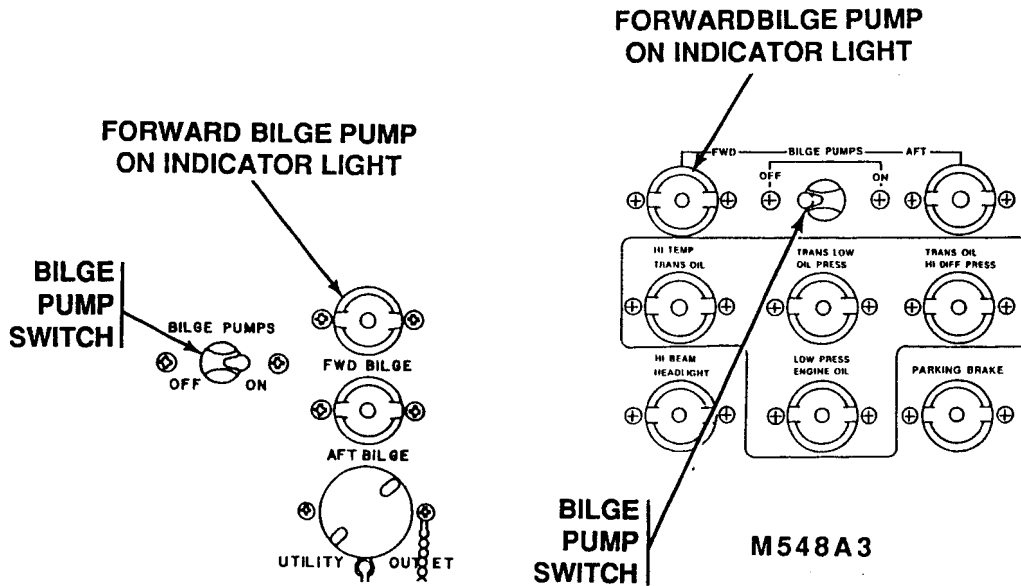 FORWARD BILGE PUMP
ON INDICATOR LIGHT
BILGE
PUMP
SWITCH
BILGE PUMPS
OFF ON
FWD BILGE
AFT BILGE
UTILITY OUTLET
FORWARDBILGE PUMP
ON INDICATOR LIGHT
FWD BILGE PUMPS AFT
OFF ON
HI TEMP
TRANS OIL
TRANS LOW
OIL PRESS
TRANS OIL
HI DIFF PRESS
HI BEAM
HEADLIGHT
LOW PRESS
ENGINE OIL
PARKING BRAKE
BILGE
PUMP
SWITCH
M548A3